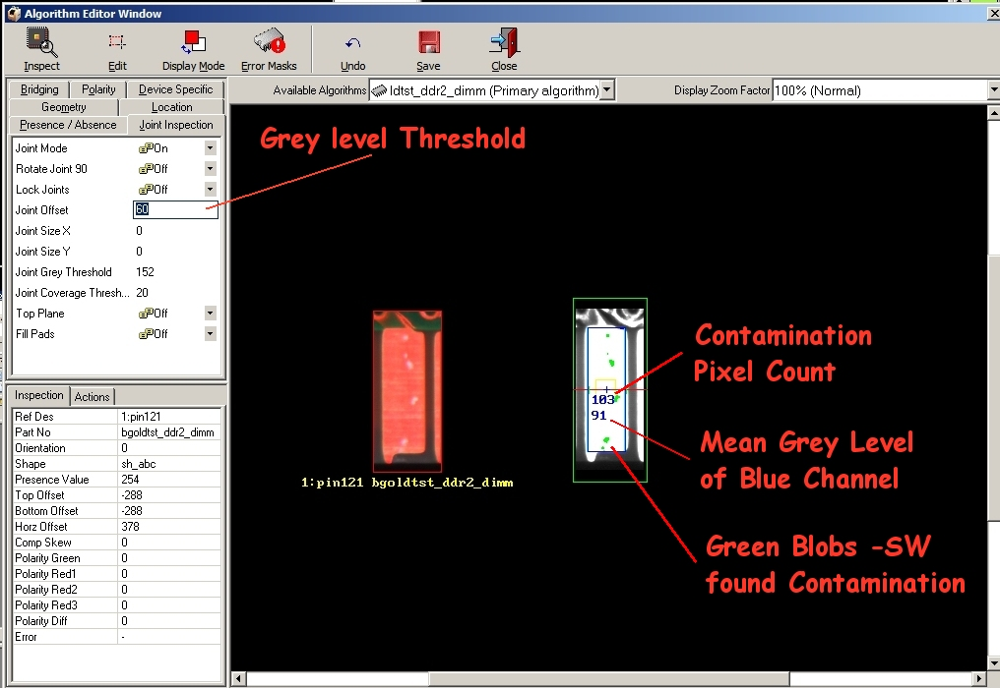 Algorithm Editor Window
Inspect Edit Display Mode Error Masks Undo Save Close
Available Algorithms ldtst_ddr2_dimm (Primary algorithm)
Display Zoom Factor 100% (Normal)
Bridging Polarity Device Specific
Geometry Location
Presence / Absence Joint Inspection
Joint Mode On
Rotate Joint 90 Off
Lock Joints Off
Joint Offset 60
Joint Size X 0
Joint Size Y 0
Joint Grey Threshold 152
Joint Coverage Thresh... 20
Top Plane Off
Fill Pads Off
Inspection Actions
Ref Des 1:pin121
Part No bgoldtst_ddr2_dimm
Orientation 0
Shape sh_abc
Presence Value 254
Top Offset -288
Bottom Offset -288
Horz Offset 378
Comp Skew 0
Polarity Green 0
Polarity Red1 0
Polarity Red2 0
Polarity Red3 0
Polarity Diff 0
Error -
Grey level Threshold
1:pin121 bgoldtst_ddr2_dimm
103
91
Contamination
Pixel Count
Mean Grey Level
of Blue Channel
Green Blobs -SW
found Contamination